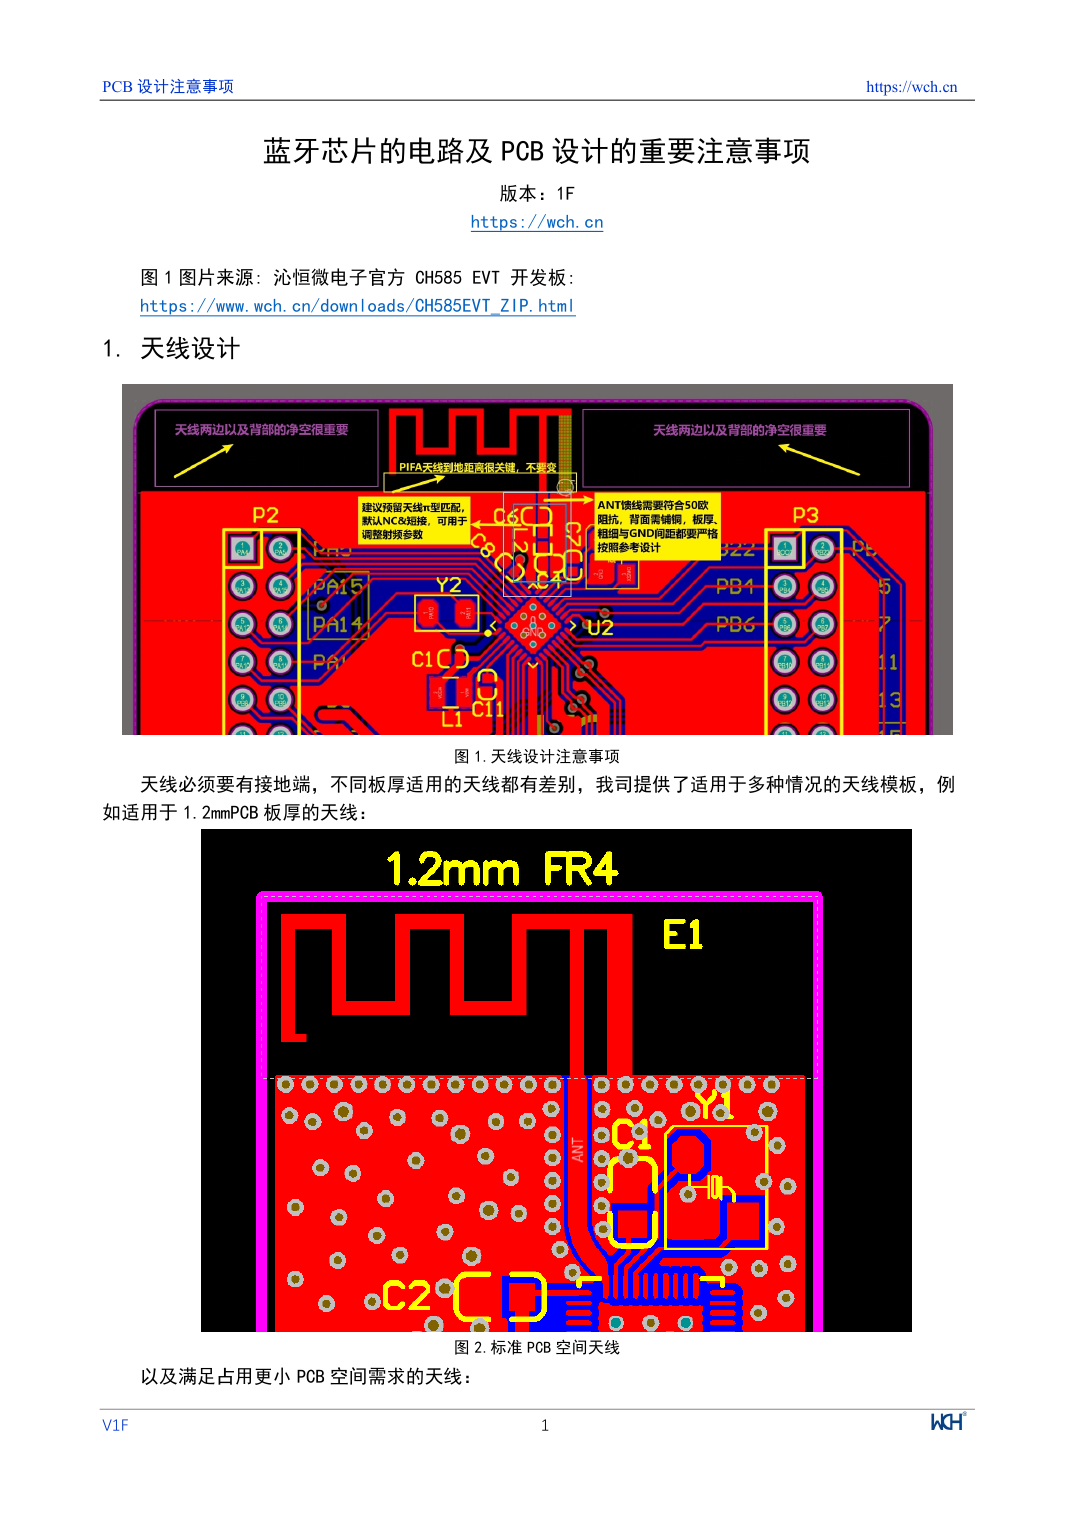 PCB 设计注意事项 https://wch.cn
蓝牙芯片的电路及 PCB 设计的重要注意事项
版本：1F
https://wch.cn
图 1 图片来源：沁恒微电子官方 CH585 EVT 开发板：
https://www.wch.cn/downloads/CH585EVT_ZIP.html
1. 天线设计
天线两边以及背部的净空很重要
天线两边以及背部的净空很重要
PIFA天线到地距离很关键，不要变
建议预留天线π型匹配，
默认NC&短接，可用于
调整射频参数
ANT馈线需要符合50欧
阻抗，背面需铺铜，板厚、
粗细与GND间距都要严格
按照参考设计
P2
C6
C7
C8
L2
C4
P3
PA15
PA14
Y2
U2
PB4
PB6
C1
C11
L1
5
7
11
13
图 1.天线设计注意事项
天线必须要有接地端，不同板厚适用的天线都有差别，我司提供了适用于多种情况的天线模板，例
如适用于 1.2mmPCB 板厚的天线：
1.2mm FR4
E1
Y1
C1
ANT
C2
图 2.标准 PCB 空间天线
以及满足占用更小 PCB 空间需求的天线：
V1F 1 WCH®